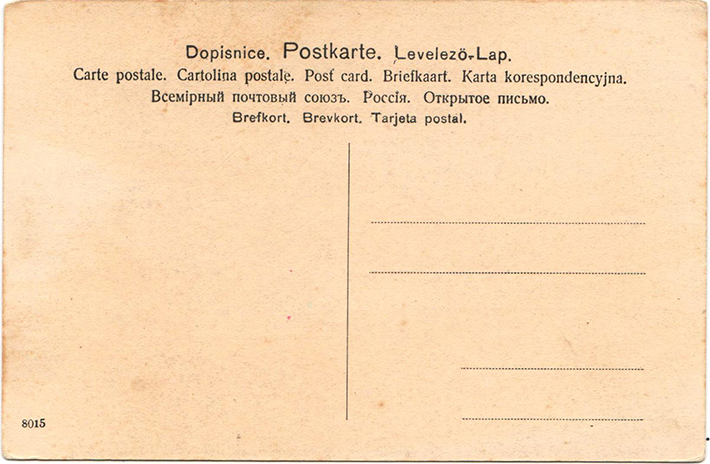 Dopisnice. Postkarte. Levelező-Lap.
Carte postale. Cartolina postale. Post card. Briefkaart. Karta korespondencyjna.
Всемірный почтовый союзъ. Россія. Открытое письмо.
Brefkort. Brevkort. Tarjeta postal.
8015